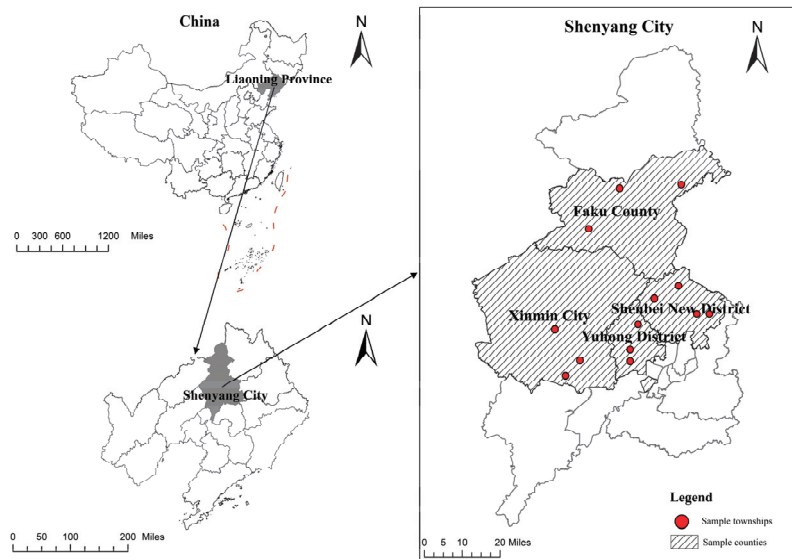 China
N
Liaoning Province
0 300 600 1200 Miles
N
Shenyang City
0 50 100 200 Miles
Shenyang City
N
Faku County
Shenbei New District
Xinmin City
Yuhong District
Legend
Sample townships
Sample counties
0 5 10 20 Miles